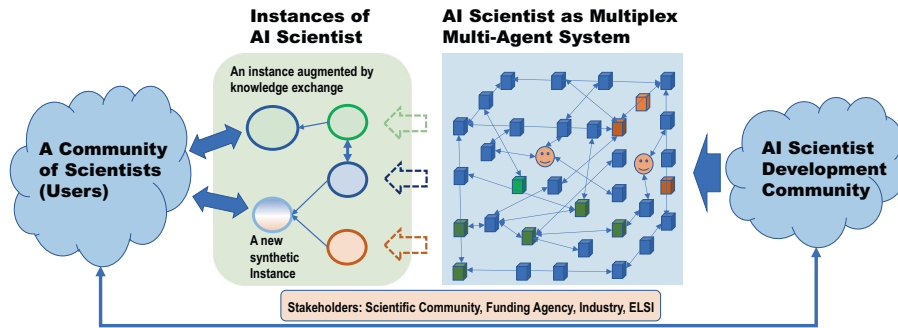 Instances of
AI Scientist
AI Scientist as Multiplex
Multi-Agent System
An instance augmented by
knowledge exchange
A Community
of Scientists
(Users)
A new
synthetic
Instance
AI Scientist
Development
Community
Stakeholders: Scientific Community, Funding Agency, Industry, ELSI